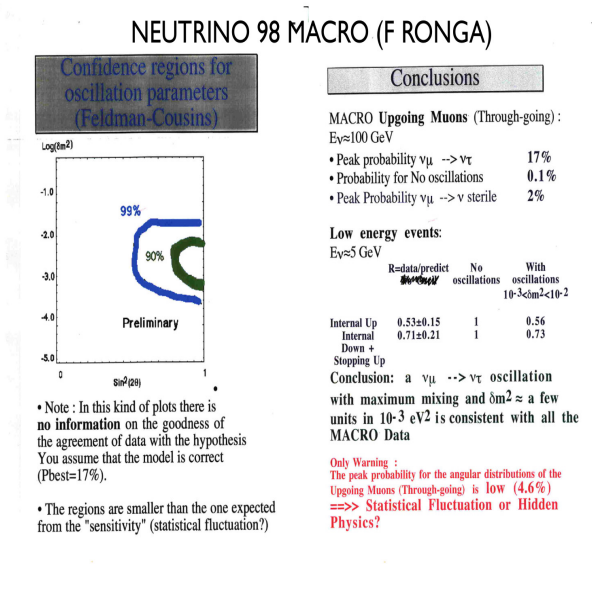 NEUTRINO 98 MACRO (F RONGA)
Confidence regions for
oscillation parameters
(Feldman-Cousins)
Log(δm2)
-1.0
-2.0
-3.0
-4.0
-5.0
99%
90%
Preliminary
0
1
Sin²(2θ)
• Note : In this kind of plots there is
no information on the goodness of
the agreement of data with the hypothesis
You assume that the model is correct
(Pbest=17%).
• The regions are smaller than the one expected
from the "sensitivity" (statistical fluctuation?)
Conclusions
MACRO Upgoing Muons (Through-going) :
Eν≈100 GeV
• Peak probability νμ --> ντ 17%
• Probability for No oscillations 0.1%
• Peak Probability νμ --> ν sterile 2%
Low energy events:
Eν≈5 GeV
R=data/predict No With
oscillations oscillations
10-3<δm2<10-2
Internal Up 0.53±0.15 1 0.56
Internal 0.71±0.21 1 0.73
Down +
Stopping Up
Conclusion: a νμ --> ντ oscillation
with maximum mixing and δm2 ≈ a few
units in 10-3 eV2 is consistent with all the
MACRO Data
Only Warning :
The peak probability for the angular distributions of the
Upgoing Muons (Through-going) is low (4.6%)
==>> Statistical Fluctuation or Hidden
Physics?